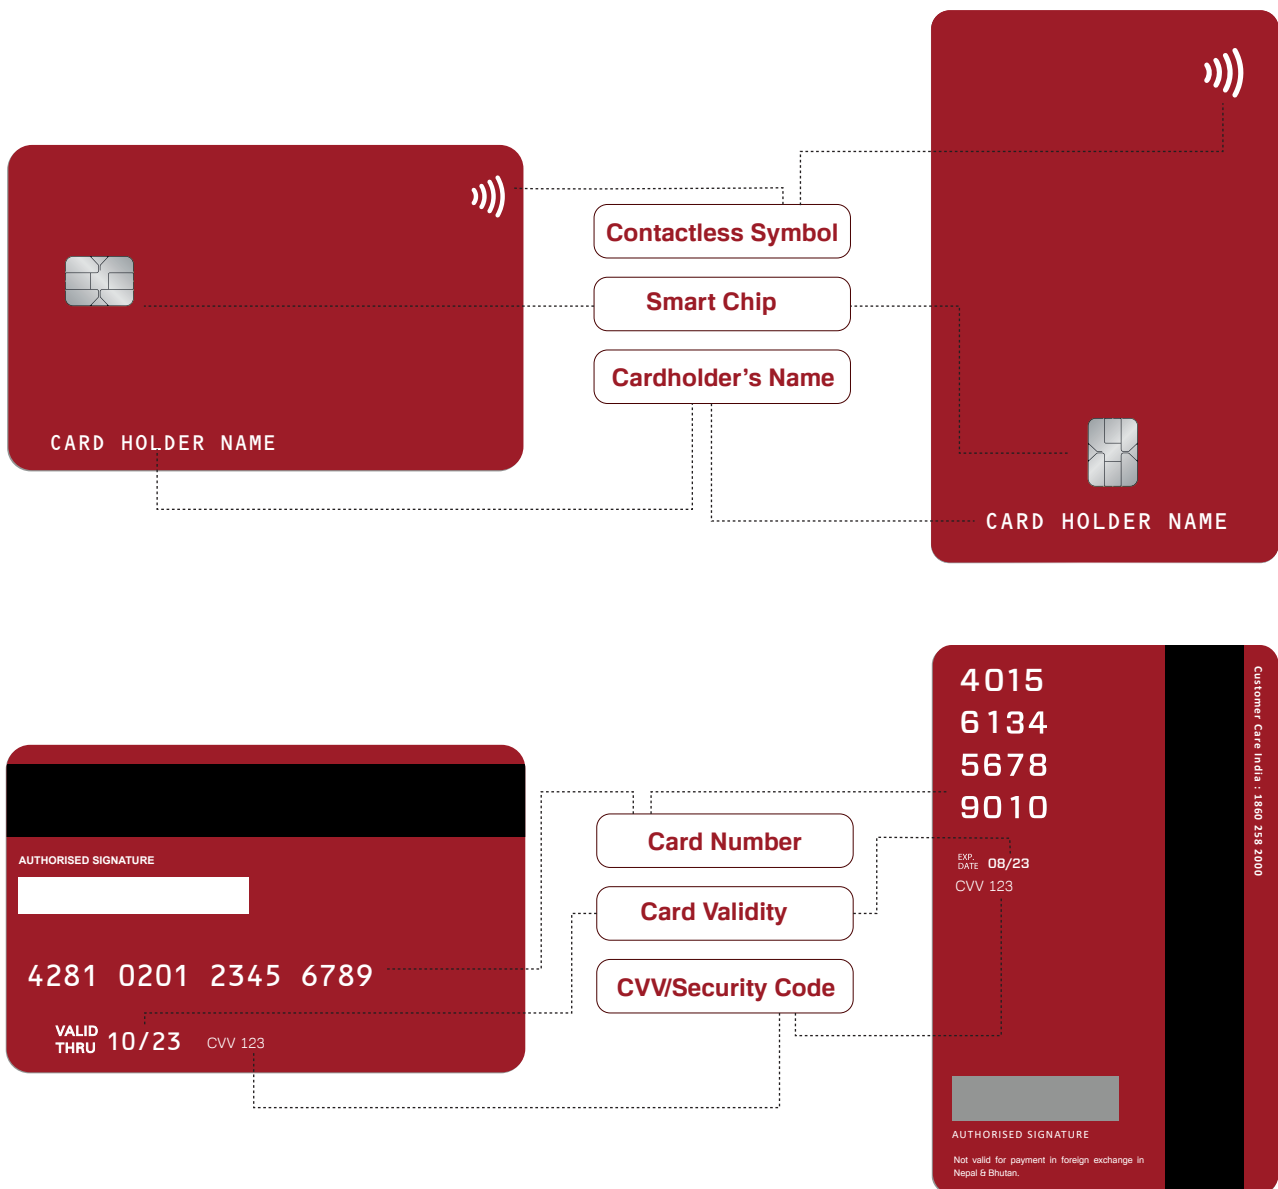 Contactless Symbol
Smart Chip
Cardholder’s Name
CARD HOLDER NAME
CARD HOLDER NAME
AUTHORISED SIGNATURE
4281 0201 2345 6789
VALID
THRU 10/23 CVV 123
Card Number
Card Validity
CVV/Security Code
4015
6134
5678
9010
EXP.
DATE 08/23
CVV 123
Customer Care India : 1860 258 2000
AUTHORISED SIGNATURE
Not valid for payment in foreign exchange in
Nepal & Bhutan.